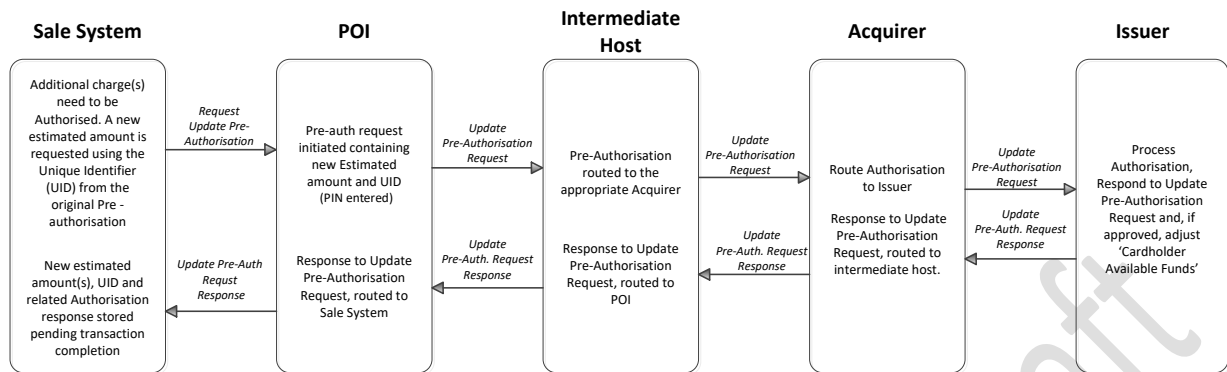 Sale System
POI
Intermediate
Host
Acquirer
Issuer
Additional charge(s)
need to be
Authorised. A new
estimated amount is
requested using the
Unique Identifier
(UID) from the
original Pre -
authorisation
New estimated
amount(s), UID and
related Authorisation
response stored
pending transaction
completion
Request
Update Pre-
Authorisation
Update Pre-Auth
Requst
Response
Pre-auth request
initiated containing
new Estimated
amount and UID
(PIN entered)
Response to Update
Pre-Authorisation
Request, routed to
Sale System
Update
Pre-Authorisation
Request
Update
Pre-Auth. Request
Response
Pre-Authorisation
routed to the
appropriate Acquirer
Response to Update
Pre-Authorisation
Request, routed to
POI
Update
Pre-Authorisation
Request
Update
Pre-Auth. Request
Response
Route Authorisation
to Issuer
Response to Update
Pre-Authorisation
Request, routed to
intermediate host.
Update
Pre-Authorisation
Request
Update
Pre-Auth. Request
Response
Process
Authorisation,
Respond to Update
Pre-Authorisation
Request and, if
approved, adjust
‘Cardholder
Available Funds’